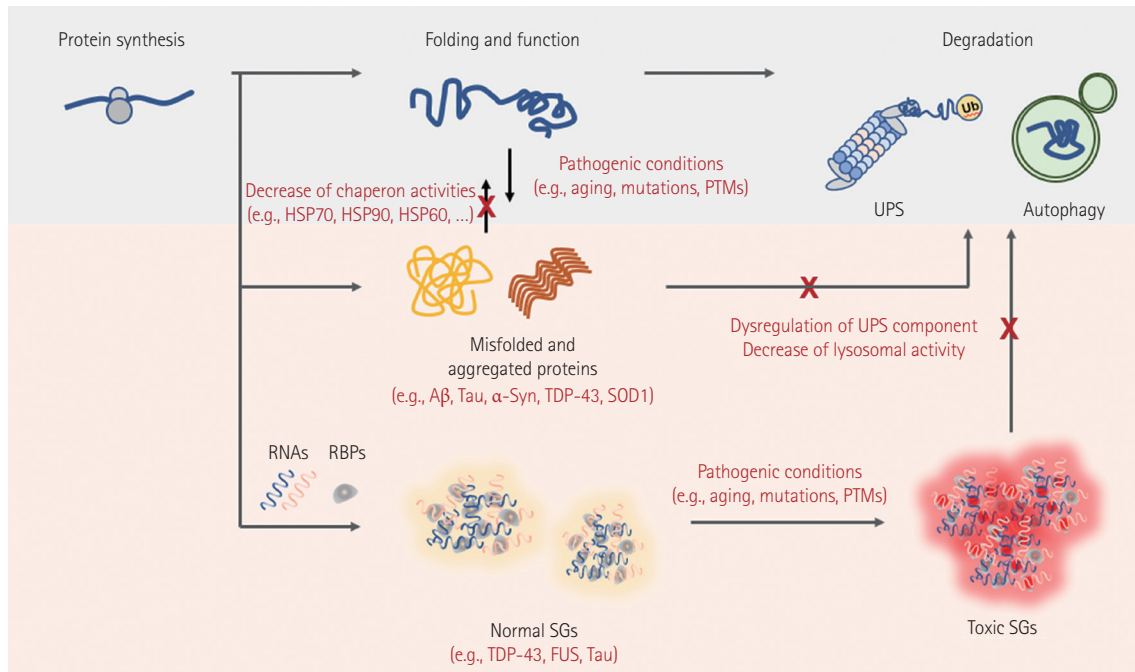 Protein synthesis
Folding and function
Degradation
Ub
Pathogenic conditions
(e.g., aging, mutations, PTMs)
Decrease of chaperon activities
(e.g., HSP70, HSP90, HSP60, ...)
X
UPS
Autophagy
X
Dysregulation of UPS component
Decrease of lysosomal activity
X
Misfolded and
aggregated proteins
(e.g., Aβ, Tau, α-Syn, TDP-43, SOD1)
RNAs
RBPs
Pathogenic conditions
(e.g., aging, mutations, PTMs)
Normal SGs
(e.g., TDP-43, FUS, Tau)
Toxic SGs